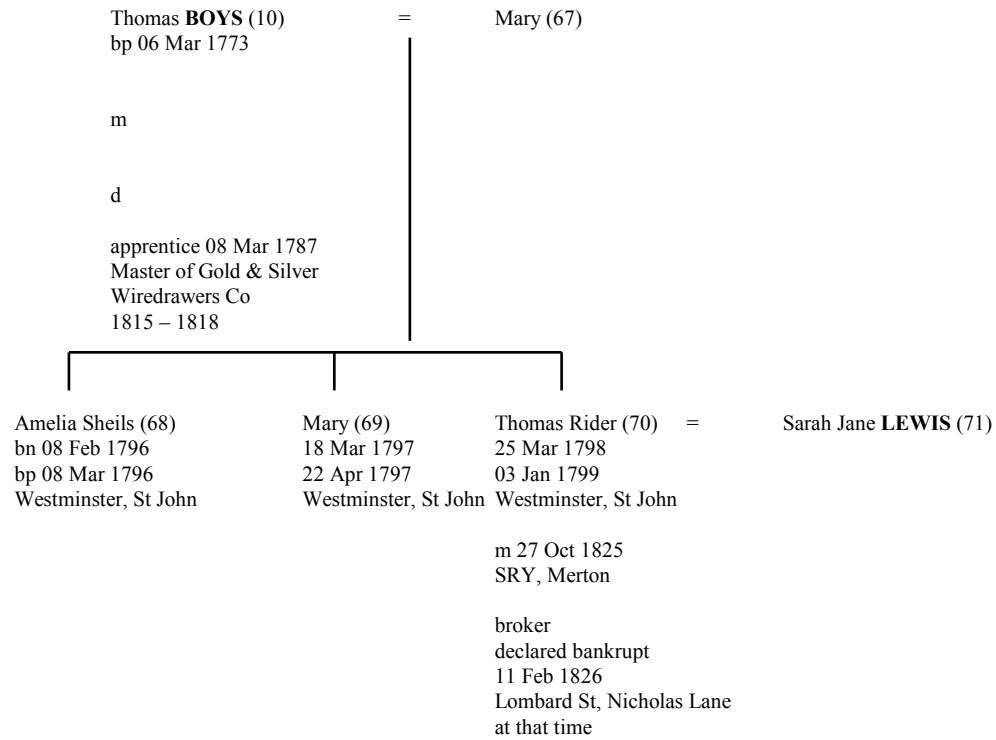 Thomas BOYS (10) = Mary (67)
bp 06 Mar 1773
m
d
apprentice 08 Mar 1787
Master of Gold & Silver
Wiredrawers Co
1815 – 1818
Amelia Sheils (68)
bn 08 Feb 1796
bp 08 Mar 1796
Westminster, St John
Mary (69)
18 Mar 1797
22 Apr 1797
Westminster, St John
Thomas Rider (70) = Sarah Jane LEWIS (71)
25 Mar 1798
03 Jan 1799
Westminster, St John
m 27 Oct 1825
SRY, Merton
broker
declared bankrupt
11 Feb 1826
Lombard St, Nicholas Lane
at that time